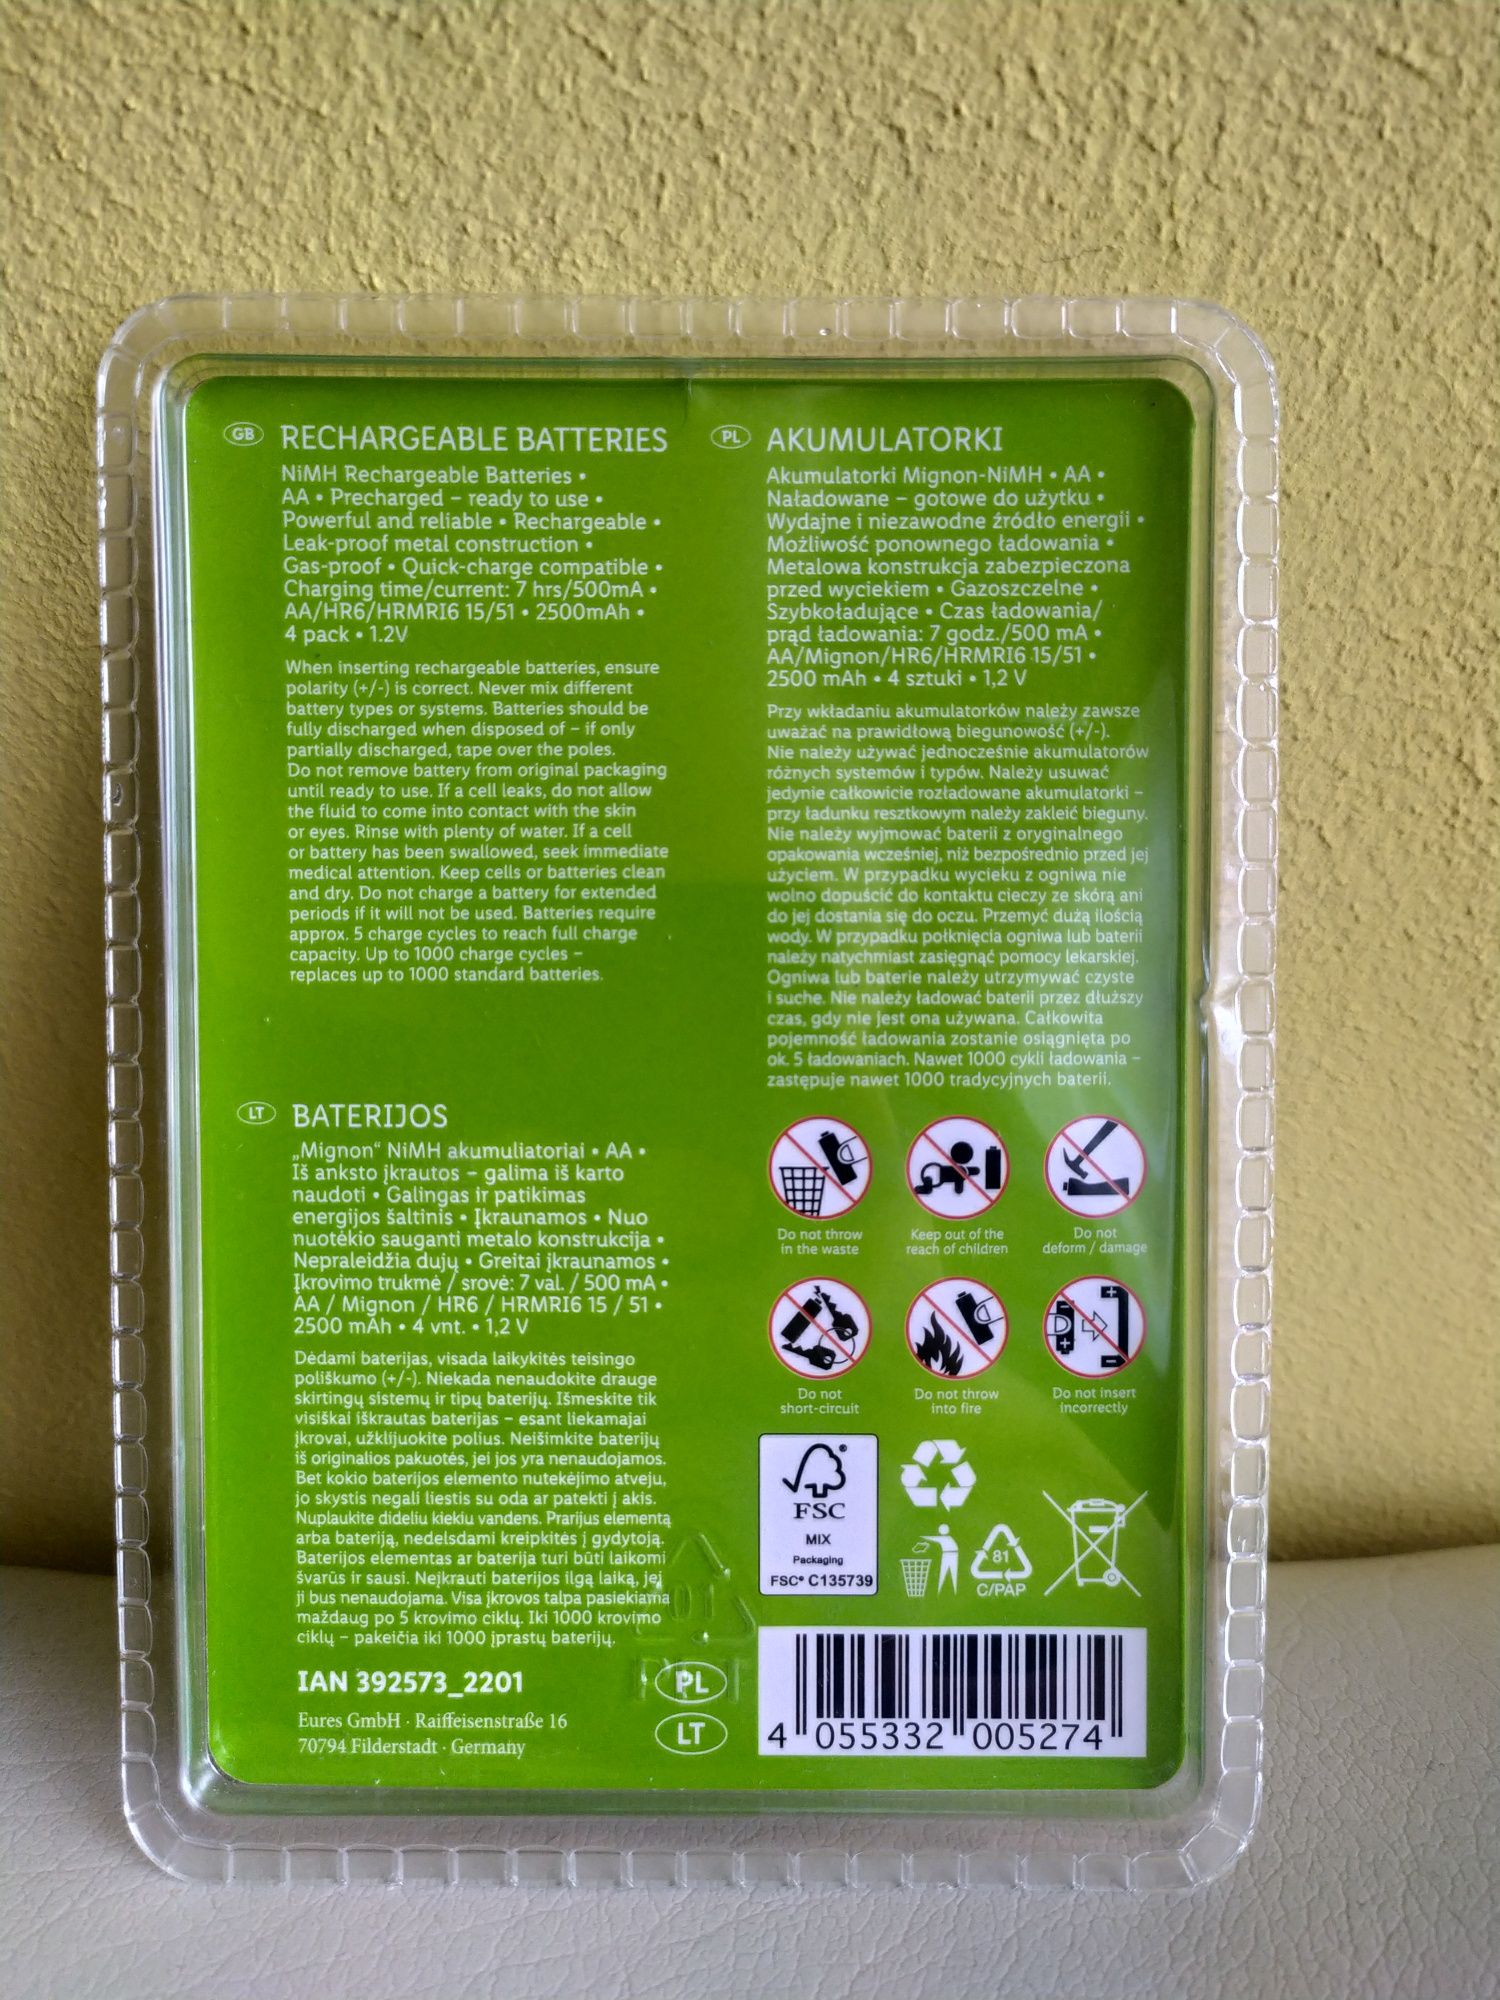 GB RECHARGEABLE BATTERIES
NiMH Rechargeable Batteries •
AA • Precharged – ready to use •
Powerful and reliable • Rechargeable •
Leak-proof metal construction •
Gas-proof • Quick-charge compatible •
Charging time/current: 7 hrs/500mA •
AA/HR6/HRMRI6 15/51 • 2500mAh •
4 pack • 1.2V
When inserting rechargeable batteries, ensure
polarity (+/-) is correct. Never mix different
battery types or systems. Batteries should be
fully discharged when disposed of – if only
partially discharged, tape over the poles.
Do not remove battery from original packaging
until ready to use. If a cell leaks, do not allow
the fluid to come into contact with the skin
or eyes. Rinse with plenty of water. If a cell
or battery has been swallowed, seek immediate
medical attention. Keep cells or batteries clean
and dry. Do not charge a battery for extended
periods if it will not be used. Batteries require
approx. 5 charge cycles to reach full charge
capacity. Up to 1000 charge cycles –
replaces up to 1000 standard batteries.
LT BATERIJOS
„Mignon“ NiMH akumuliatoriai • AA •
Iš anksto įkrautos – galima iš karto
naudoti • Galingas ir patikimas
energijos šaltinis • Įkraunamos • Nuo
nuotėkio sauganti metalo konstrukcija •
Nepraleidžia dujų • Greitai įkraunamos •
Įkrovimo trukmė / srovė: 7 val. / 500 mA •
AA / Mignon / HR6 / HRMRI6 15 / 51 •
2500 mAh • 4 vnt. • 1,2 V
Dėdami baterijas, visada laikykitės teisingo
poliškumo (+/-). Niekada nenaudokite drauge
skirtingų sistemų ir tipų baterijų. Išmeskite tik
visiškai iškrautas baterijas – esant liekamajai
įkrovai, užklijuokite polius. Neišimkite baterijų
iš originalios pakuotės, jei jos yra nenaudojamos.
Bet kokio baterijos elemento nutekėjimo atveju,
jo skystis negali liestis su oda ar patekti į akis.
Nuplaukite dideliu kiekiu vandens. Prarijus elementą
arba bateriją, nedelsdami kreipkitės į gydytoją.
Baterijos elementas ar baterija turi būti laikomi
švarūs ir sausi. Neįkrauti baterijos ilgą laiką, jei
ji bus nenaudojama. Visa įkrovos talpa pasiekiama
maždaug po 5 krovimo ciklų. Iki 1000 krovimo
ciklų – pakeičia iki 1000 įprastų baterijų.
IAN 392573_2201
Eures GmbH · Raiffeisenstraße 16
70794 Filderstadt · Germany
01
PET
PL
LT
PL AKUMULATORKI
Akumulatorki Mignon-NiMH • AA •
Naładowane – gotowe do użytku •
Wydajne i niezawodne źródło energii •
Możliwość ponownego ładowania •
Metalowa konstrukcja zabezpieczona
przed wyciekiem • Gazoszczelne •
Szybkoładujące • Czas ładowania/
prąd ładowania: 7 godz./500 mA •
AA/Mignon/HR6/HRMRI6 15/51 •
2500 mAh • 4 sztuki • 1,2 V
Przy wkładaniu akumulatorków należy zawsze
uważać na prawidłową biegunowość (+/-).
Nie należy używać jednocześnie akumulatorów
różnych systemów i typów. Należy usuwać
jedynie całkowicie rozładowane akumulatorki –
przy ładunku resztkowym należy zakleić bieguny.
Nie należy wyjmować baterii z oryginalnego
opakowania wcześniej, niż bezpośrednio przed jej
użyciem. W przypadku wycieku z ogniwa nie
wolno dopuścić do kontaktu cieczy ze skórą ani
do jej dostania się do oczu. Przemyć dużą ilością
wody. W przypadku połknięcia ogniwa lub baterii
należy natychmiast zasięgnąć pomocy lekarskiej.
Ogniwa lub baterie należy utrzymywać czyste
i suche. Nie należy ładować baterii przez dłuższy
czas, gdy nie jest ona używana. Całkowita
pojemność ładowania zostanie osiągnięta po
ok. 5 ładowaniach. Nawet 1000 cykli ładowania –
zastępuje nawet 1000 tradycyjnych baterii.
Do not throw
in the waste
Keep out of the
reach of children
Do not
deform / damage
Do not
short-circuit
Do not throw
into fire
Do not insert
incorrectly
FSC
MIX
Packaging
FSC® C135739
81
C/PAP
4 055332 005274